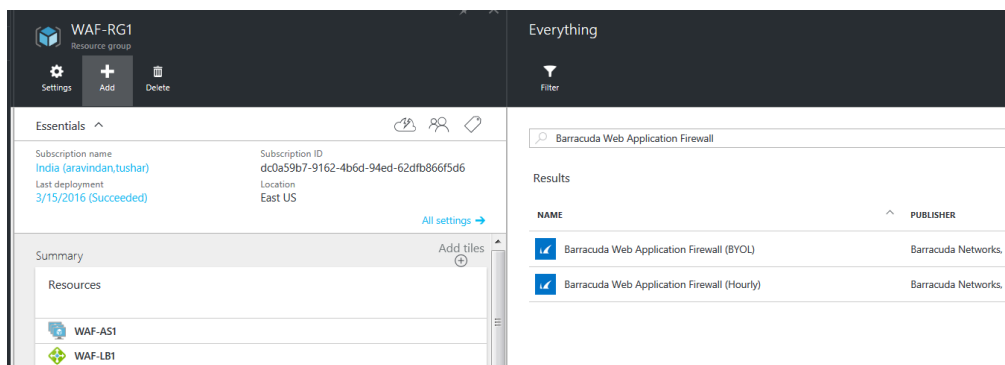 WAF-RG1
Resource group
Settings
Add
Delete
Essentials
Subscription name
India (aravindan,tushar)
Last deployment
3/15/2016 (Succeeded)
Subscription ID
dc0a59b7-9162-4b6d-94ed-62dfb866f5d6
Location
East US
All settings
Summary
Add tiles
Resources
WAF-AS1
WAF-LB1
Everything
Filter
Barracuda Web Application Firewall
Results
NAME PUBLISHER
Barracuda Web Application Firewall (BYOL) Barracuda Networks,
Barracuda Web Application Firewall (Hourly) Barracuda Networks,